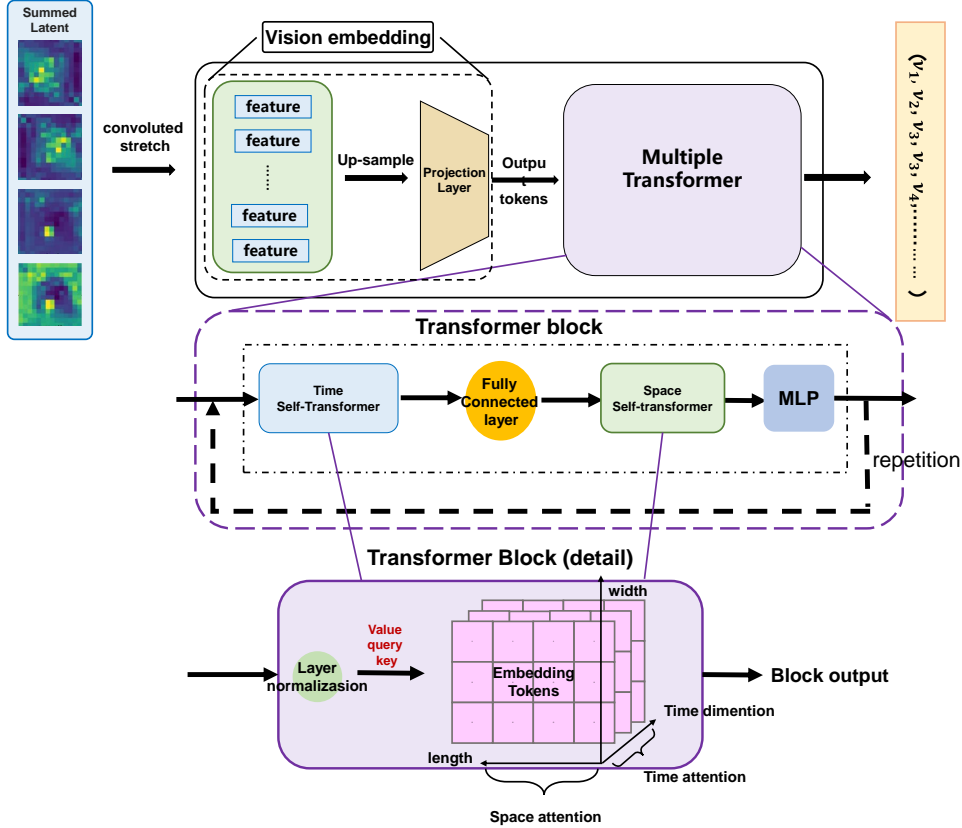 Summed
Latent
Vision embedding
convoluted
stretch
feature
feature
......
feature
feature
Up-sample
Projection
Layer
Outpu
t
tokens
Multiple
Transformer
(v₁, v₂, v₃, v₃, v₄,............)
Transformer block
Time
Self-Transformer
Fully
Connected
layer
Space
Self-transformer
MLP
repetition
Transformer Block (detail)
width
Value
query
key
Layer
normalizasion
Embedding
Tokens
Block output
Time dimention
length
Time attention
Space attention